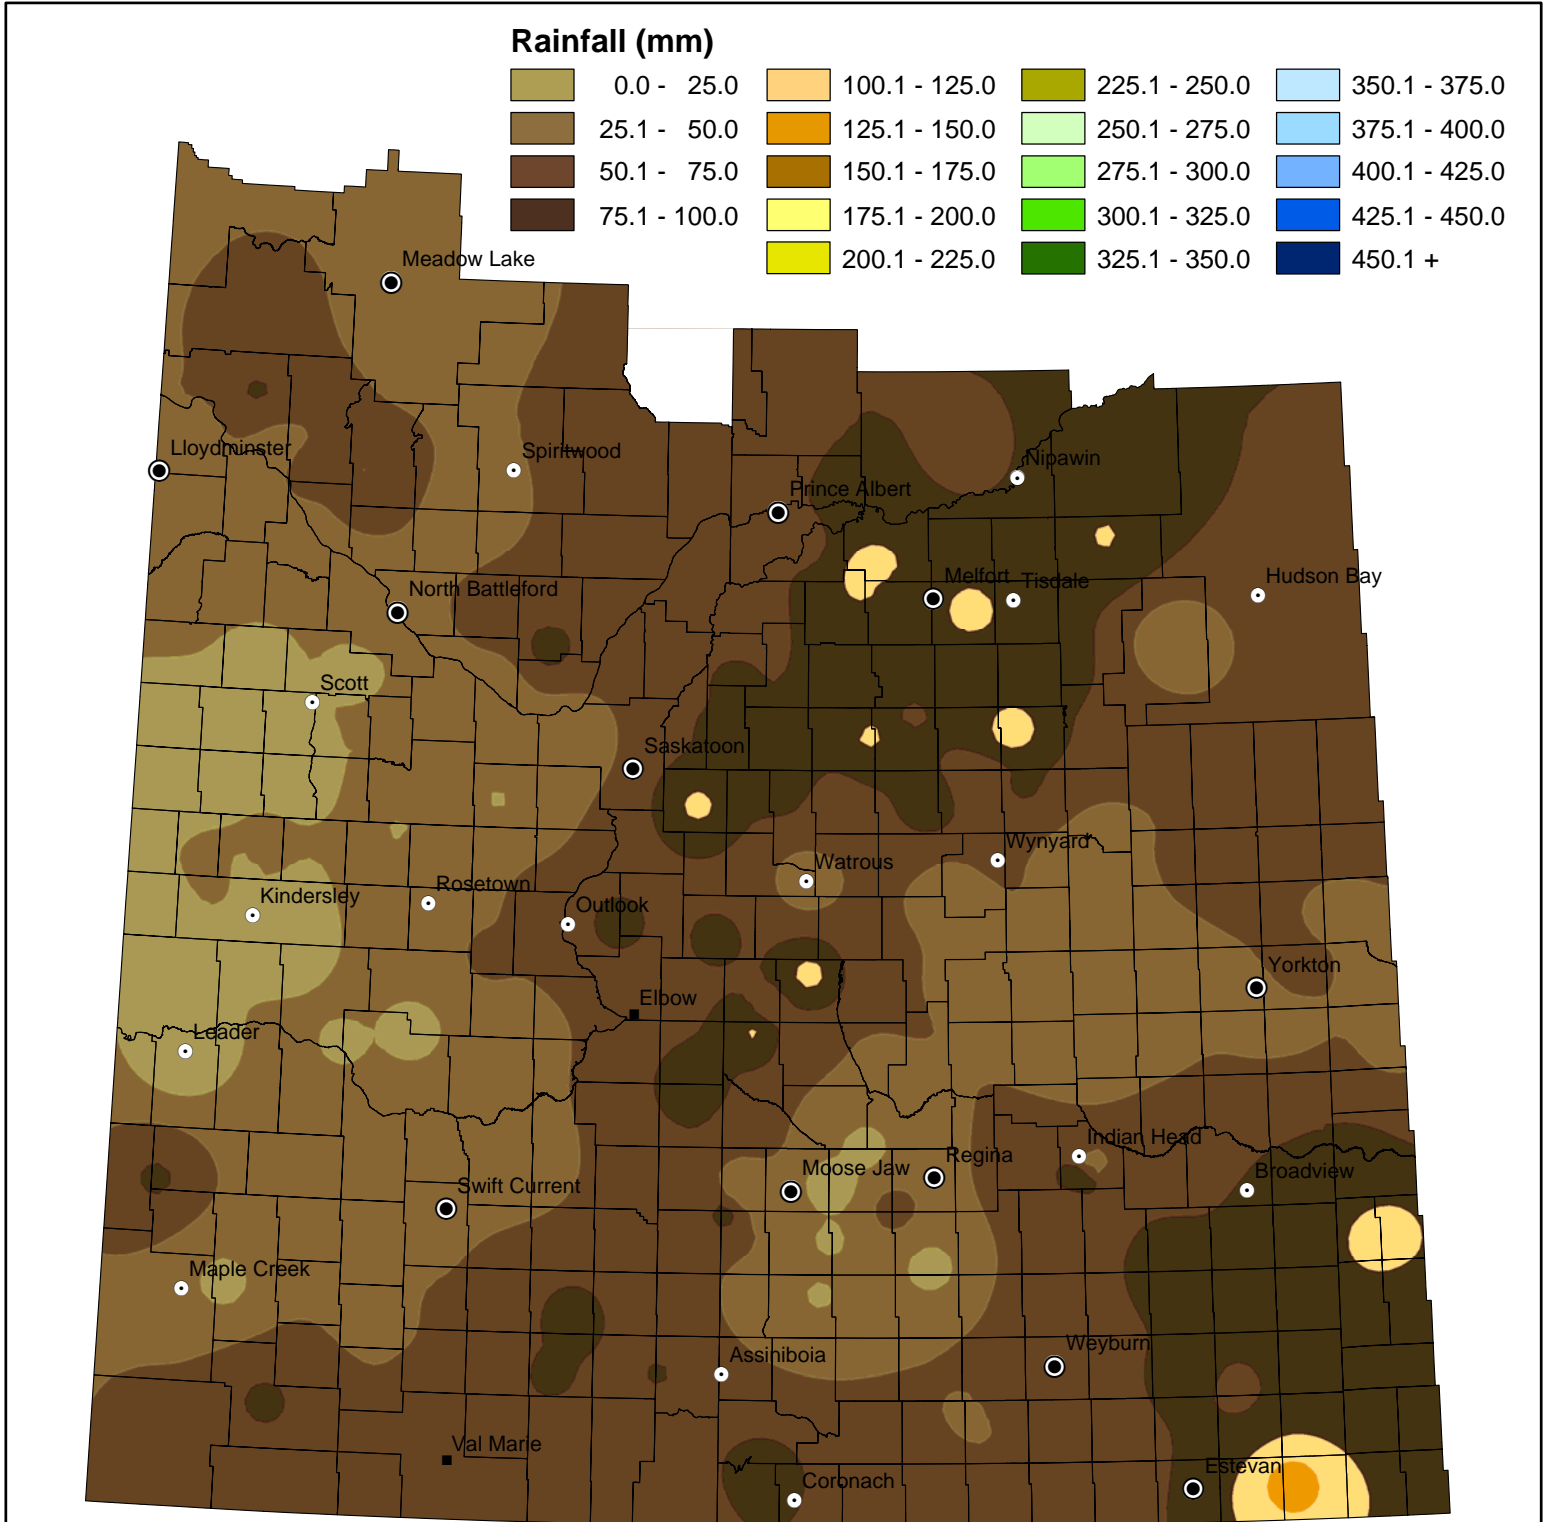 Rainfall (mm)
0.0 - 25.0
25.1 - 50.0
50.1 - 75.0
75.1 - 100.0
100.1 - 125.0
125.1 - 150.0
150.1 - 175.0
175.1 - 200.0
200.1 - 225.0
225.1 - 250.0
250.1 - 275.0
275.1 - 300.0
300.1 - 325.0
325.1 - 350.0
350.1 - 375.0
375.1 - 400.0
400.1 - 425.0
425.1 - 450.0
450.1 +
Meadow Lake
Lloydminster
Spiritwood
Nipawin
Prince Albert
North Battleford
Melfort
Tisdale
Hudson Bay
Scott
Saskatoon
Wynyard
Watrous
Kindersley
Rosetown
Outlook
Yorkton
Elbow
Leader
Indian Head
Regina
Moose Jaw
Broadview
Swift Current
Maple Creek
Weyburn
Assiniboia
Val Marie
Estevan
Coronach